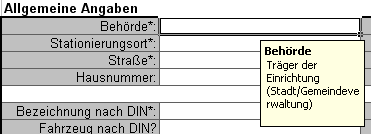 Allgemeine Angaben
Behörde*:
Stationierungsort*:
Straße*:
Hausnummer:
Behörde
Träger der
Einrichtung
(Stadt/Gemeindeve
rwaltung)
Bezeichnung nach DIN*:
Fahrzeug nach DIN?